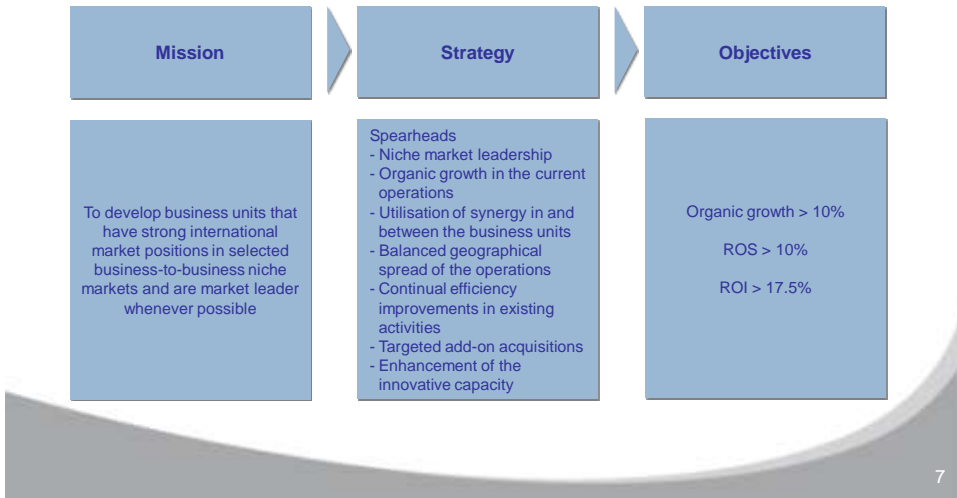 Mission
Strategy
Objectives
To develop business units that
have strong international
market positions in selected
business-to-business niche
markets and are market leader
whenever possible
Spearheads
- Niche market leadership
- Organic growth in the current
operations
- Utilisation of synergy in and
between the business units
- Balanced geographical
spread of the operations
- Continual efficiency
improvements in existing
activities
- Targeted add-on acquisitions
- Enhancement of the
innovative capacity
Organic growth > 10%
ROS > 10%
ROI > 17.5%
7